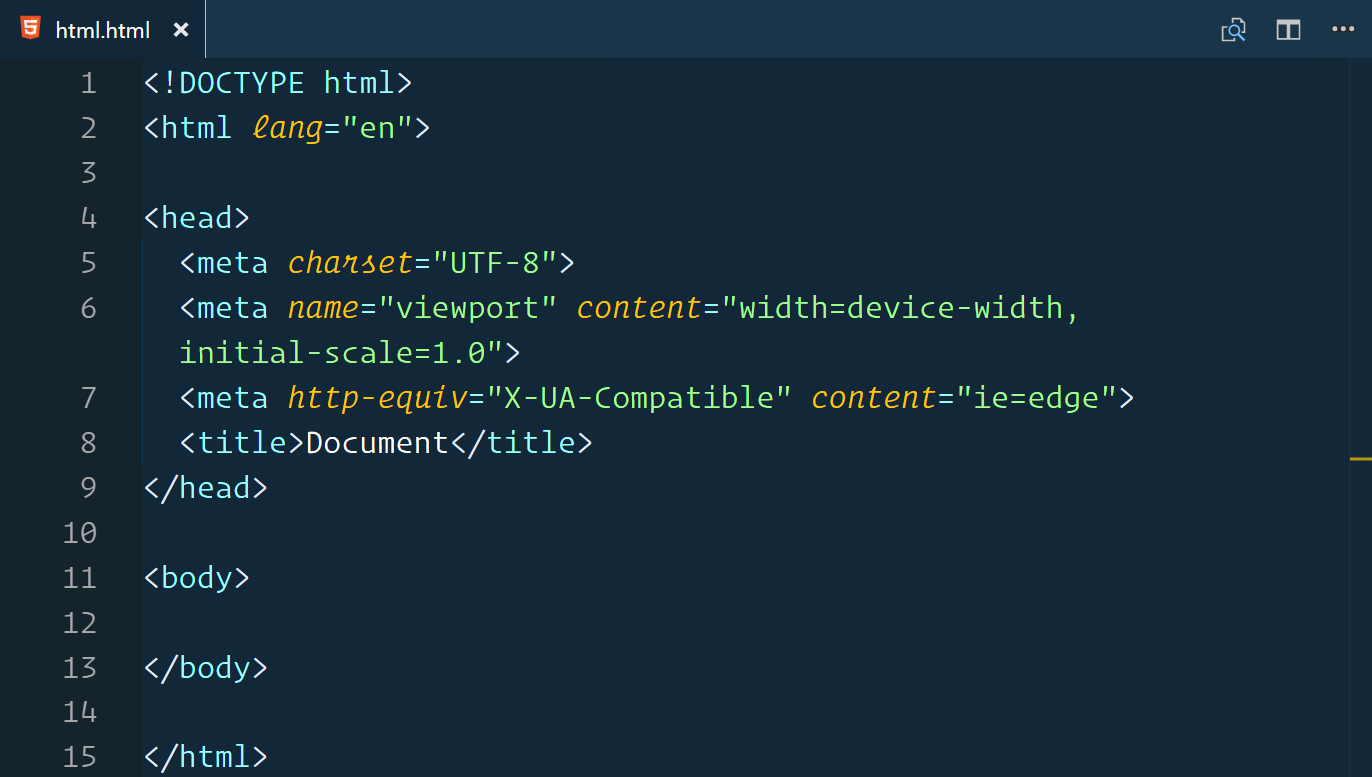 html.html
1 <!DOCTYPE html>
2 <html lang="en">
3
4 <head>
5   <meta charset="UTF-8">
6   <meta name="viewport" content="width=device-width,
  initial-scale=1.0">
7   <meta http-equiv="X-UA-Compatible" content="ie=edge">
8   <title>Document</title>
9 </head>
10
11 <body>
12
13 </body>
14
15 </html>